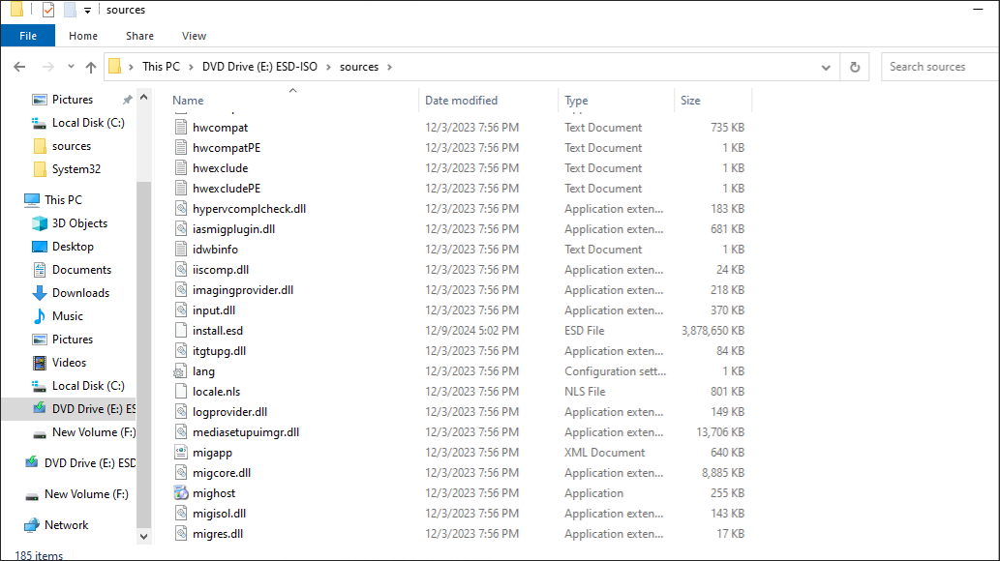 sources
File Home Share View
This PC DVD Drive (E:) ESD-ISO sources
Search sources
Pictures
Local Disk (C:)
sources
System32
This PC
3D Objects
Desktop
Documents
Downloads
Music
Pictures
Videos
Local Disk (C:)
DVD Drive (E:) ES
New Volume (F:)
DVD Drive (E:) ESD
New Volume (F:)
Network
Name Date modified Type Size
hwcompat 12/3/2023 7:56 PM Text Document 735 KB
hwcompatPE 12/3/2023 7:56 PM Text Document 1 KB
hwexclude 12/3/2023 7:56 PM Text Document 1 KB
hwexcludePE 12/3/2023 7:56 PM Text Document 1 KB
hypervcomplcheck.dll 12/3/2023 7:56 PM Application exten... 183 KB
iasmigplugin.dll 12/3/2023 7:56 PM Application exten... 681 KB
idwbinfo 12/3/2023 7:56 PM Text Document 1 KB
iiscomp.dll 12/3/2023 7:56 PM Application exten... 24 KB
imagingprovider.dll 12/3/2023 7:56 PM Application exten... 218 KB
input.dll 12/3/2023 7:56 PM Application exten... 370 KB
install.esd 12/9/2024 5:02 PM ESD File 3,878,650 KB
itgtupg.dll 12/3/2023 7:56 PM Application exten... 84 KB
lang 12/3/2023 7:56 PM Configuration sett... 1 KB
locale.nls 12/3/2023 7:56 PM NLS File 801 KB
logprovider.dll 12/3/2023 7:56 PM Application exten... 149 KB
mediasetupuimgr.dll 12/3/2023 7:56 PM Application exten... 13,706 KB
migapp 12/3/2023 7:56 PM XML Document 640 KB
migcore.dll 12/3/2023 7:56 PM Application exten... 8,885 KB
mighost 12/3/2023 7:56 PM Application 255 KB
migisol.dll 12/3/2023 7:56 PM Application exten... 143 KB
migres.dll 12/3/2023 7:56 PM Application exten... 17 KB
185 items